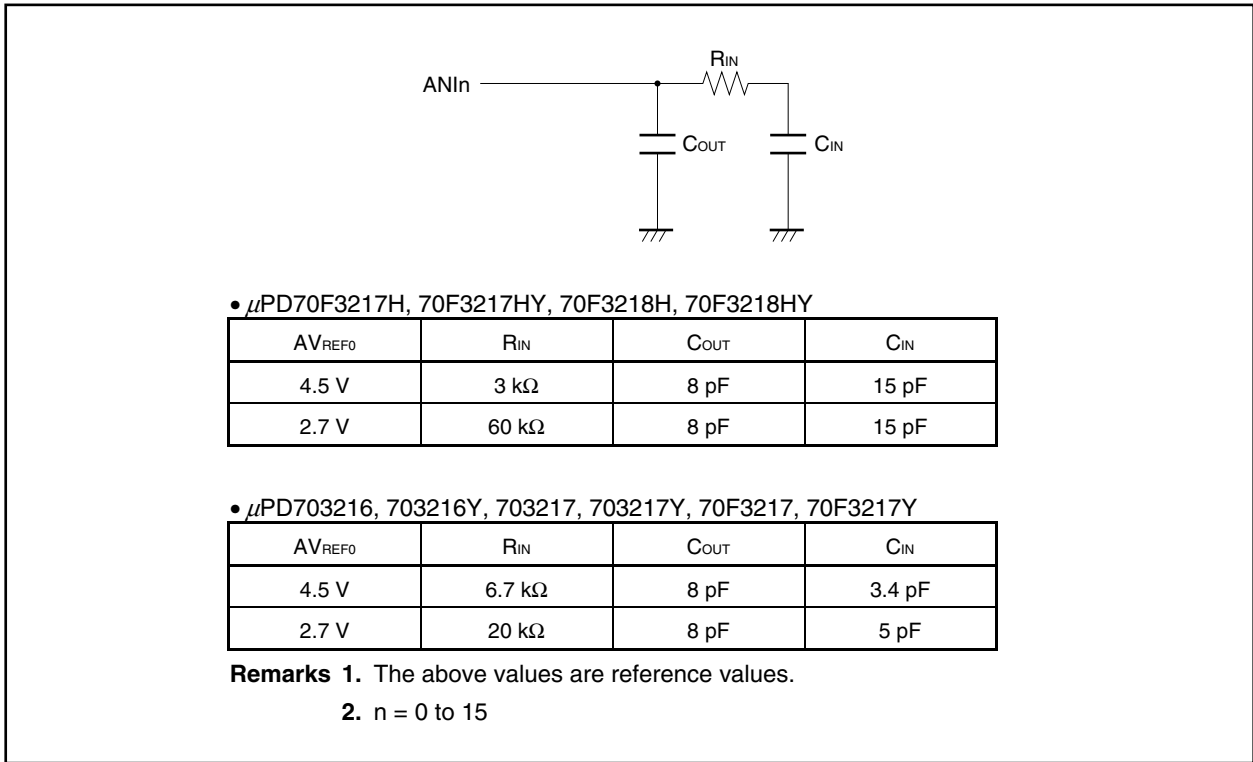 RIN
ANIn
COUT CIN
• μPD70F3217H, 70F3217HY, 70F3218H, 70F3218HY
AVREF0 RIN COUT CIN
4.5 V 3 kΩ 8 pF 15 pF
2.7 V 60 kΩ 8 pF 15 pF
• μPD703216, 703216Y, 703217, 703217Y, 70F3217, 70F3217Y
AVREF0 RIN COUT CIN
4.5 V 6.7 kΩ 8 pF 3.4 pF
2.7 V 20 kΩ 8 pF 5 pF
Remarks 1. The above values are reference values.
2. n = 0 to 15